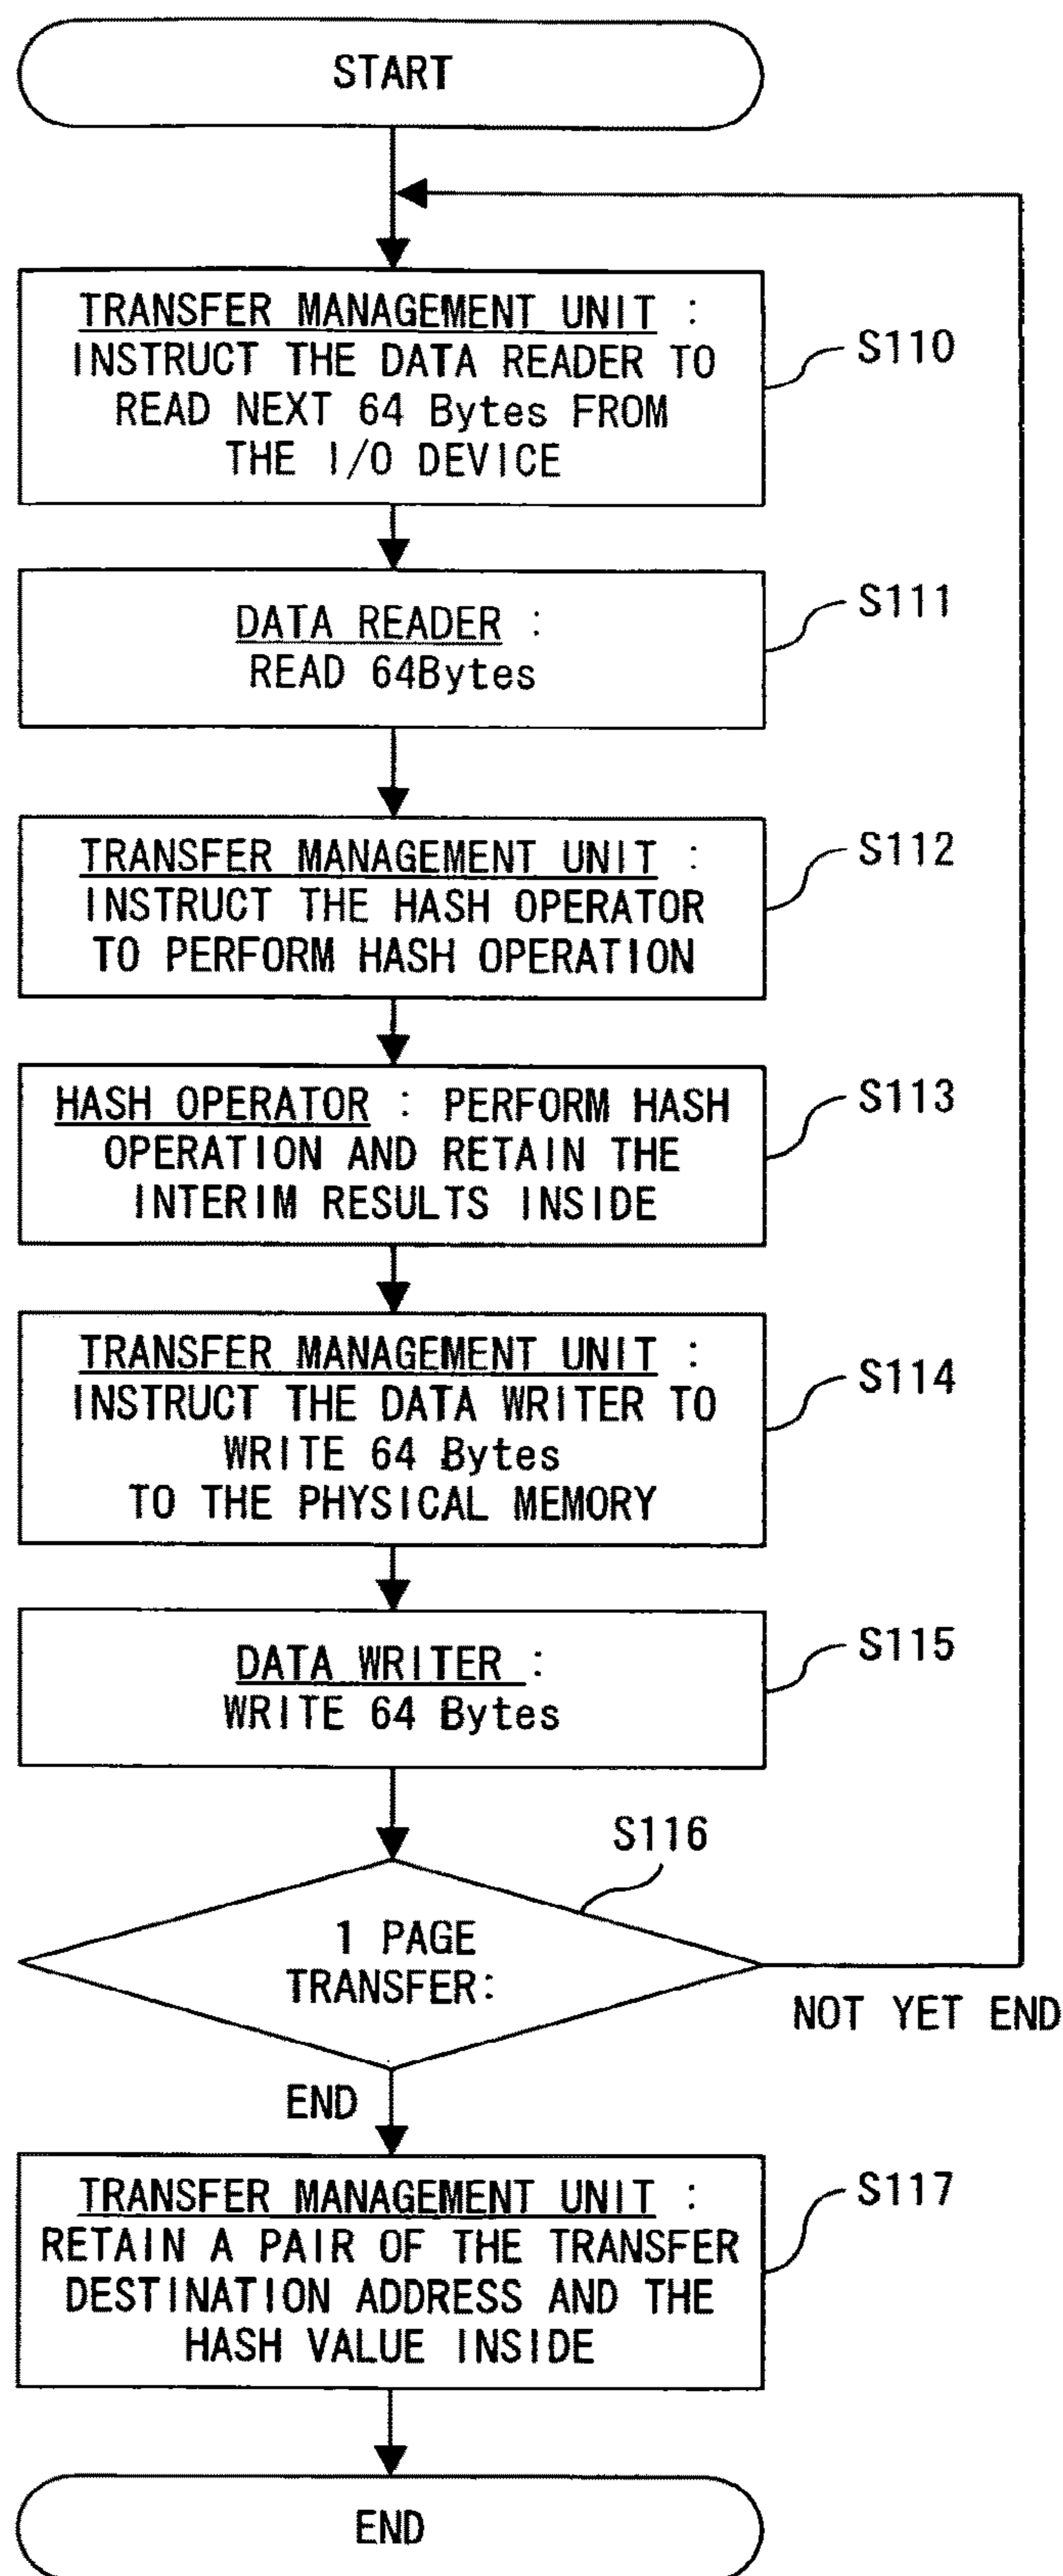 START
TRANSFER MANAGEMENT UNIT :
INSTRUCT THE DATA READER TO
READ NEXT 64 Bytes FROM
THE I/O DEVICE
S110
DATA READER :
READ 64Bytes
S111
TRANSFER MANAGEMENT UNIT :
INSTRUCT THE HASH OPERATOR
TO PERFORM HASH OPERATION
S112
HASH OPERATOR : PERFORM HASH
OPERATION AND RETAIN THE
INTERIM RESULTS INSIDE
S113
TRANSFER MANAGEMENT UNIT :
INSTRUCT THE DATA WRITER TO
WRITE 64 Bytes
TO THE PHYSICAL MEMORY
S114
DATA WRITER :
WRITE 64 Bytes
S115
S116
1 PAGE
TRANSFER:
NOT YET END
END
TRANSFER MANAGEMENT UNIT :
RETAIN A PAIR OF THE TRANSFER
DESTINATION ADDRESS AND THE
HASH VALUE INSIDE
S117
END